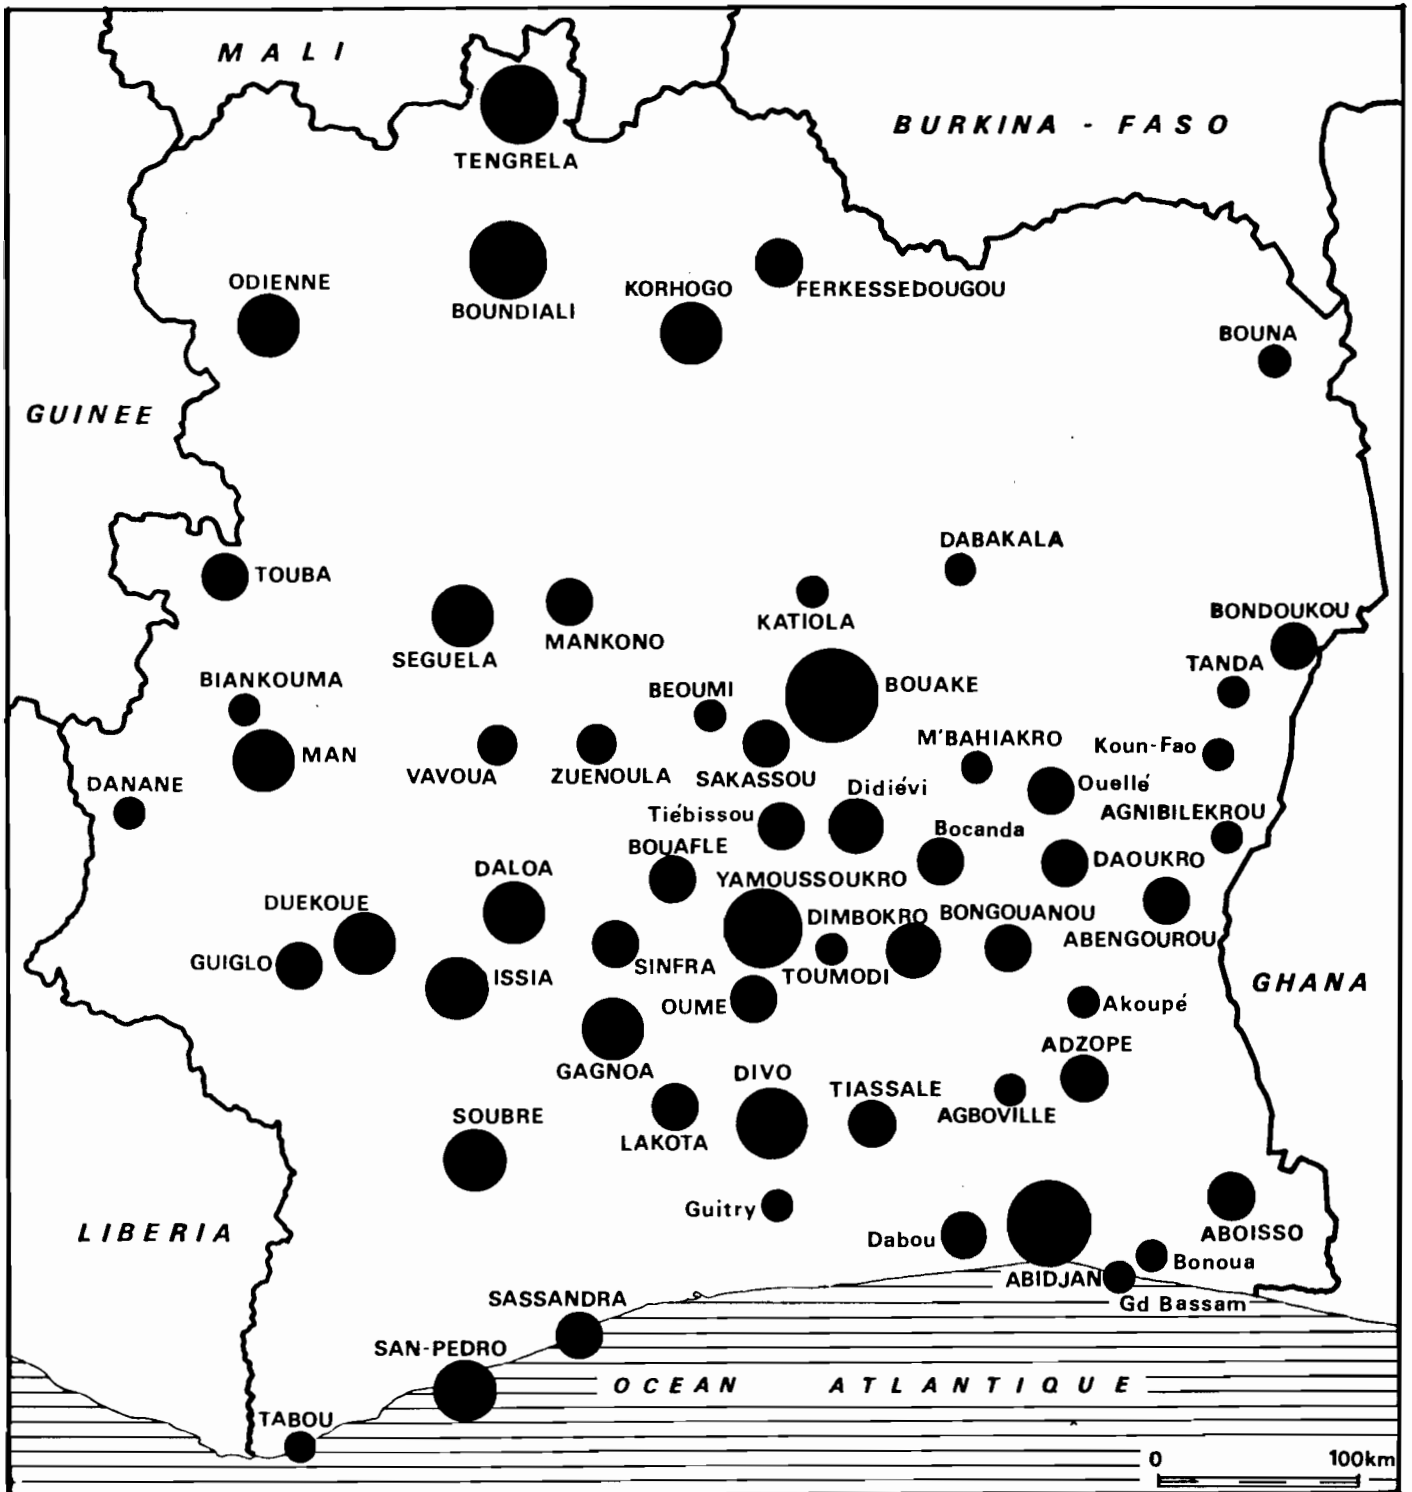 MALI
BURKINA - FASO
TENGRELA
ODIENNE
BOUNDIALI
KORHOGO
FERKESSEDOUGOU
BOUNA
GUINEE
DABAKALA
TOUBA
KATIOLA
BONDOUKOU
MANKONO
SEGUELA
TANDA
BIANKOUMA
BEOUMI
BOUAKE
M'BAHIAKRO
Koun-Fao
MAN
VAVOUA
ZUENOULA
SAKASSOU
DANANE
Didiévi
Ouellé
Tiébissou
AGNIBILEKROU
Bocanda
BOUAFLE
DALOA
YAMOUSSOUKRO
DAOUKRO
DUEKOUE
DIMBOKRO
BONGOUANOU
ABENGOUROU
GUIGLO
ISSIA
SINFRA
TOUMODI
GHANA
OUME
Akoupé
ADZOPE
GAGNOA
DIVO
TIASSALE
AGBOVILLE
SOUBRE
LAKOTA
Guitry
LIBERIA
Dabou
ABOISSO
Bonoua
ABIDJAN
Gd Bassam
SASSANDRA
SAN-PEDRO
OCEAN ATLANTIQUE
TABOU
0 100km